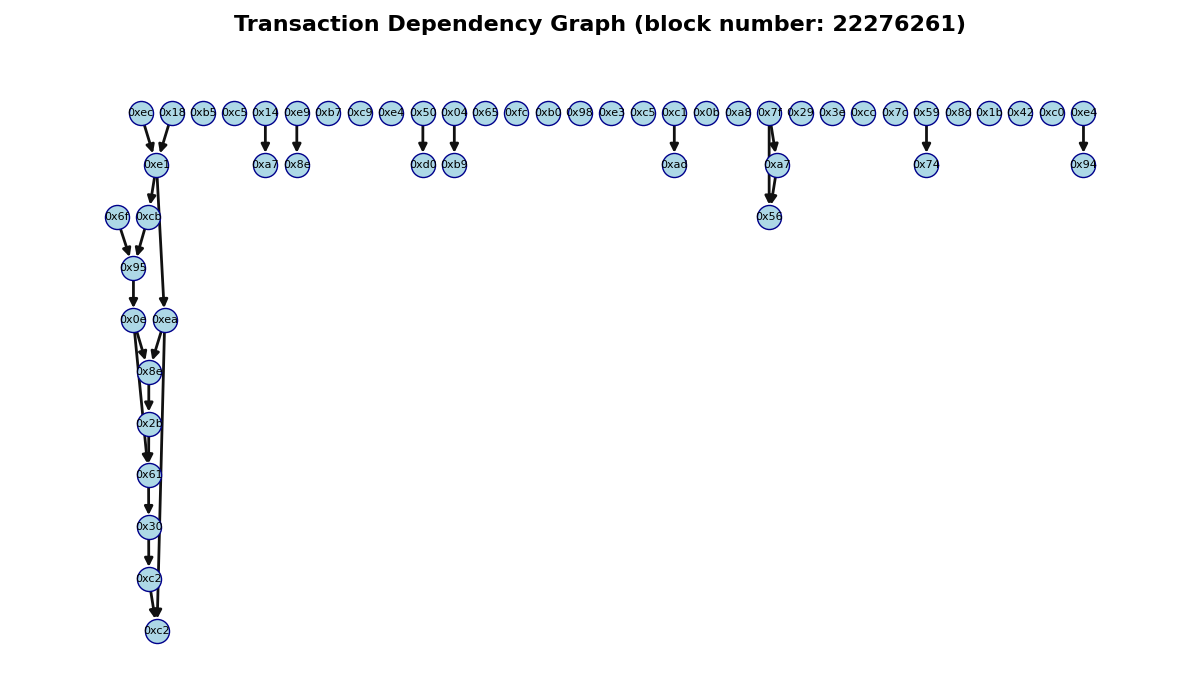 Transaction Dependency Graph (block number: 22276261)
0xec 0x18 0xb5 0xc5 0x14 0xe9 0xb7 0xc9 0xe4 0x50 0x04 0x65 0xfc 0xb0 0x98 0xe3 0xc5 0xc1 0x0b 0xa8 0x7f 0x29 0x3e 0xcc 0x7c 0x59 0x8d 0x1b 0x42 0xc0 0xe4
0xe1 0xa7 0x8e 0xd0 0xb9 0xad 0xa7 0x74 0x94
0x6f 0xcb 0x56
0x95
0x0e 0xea
0x8e
0x2b
0x61
0x30
0xc2
0xc2